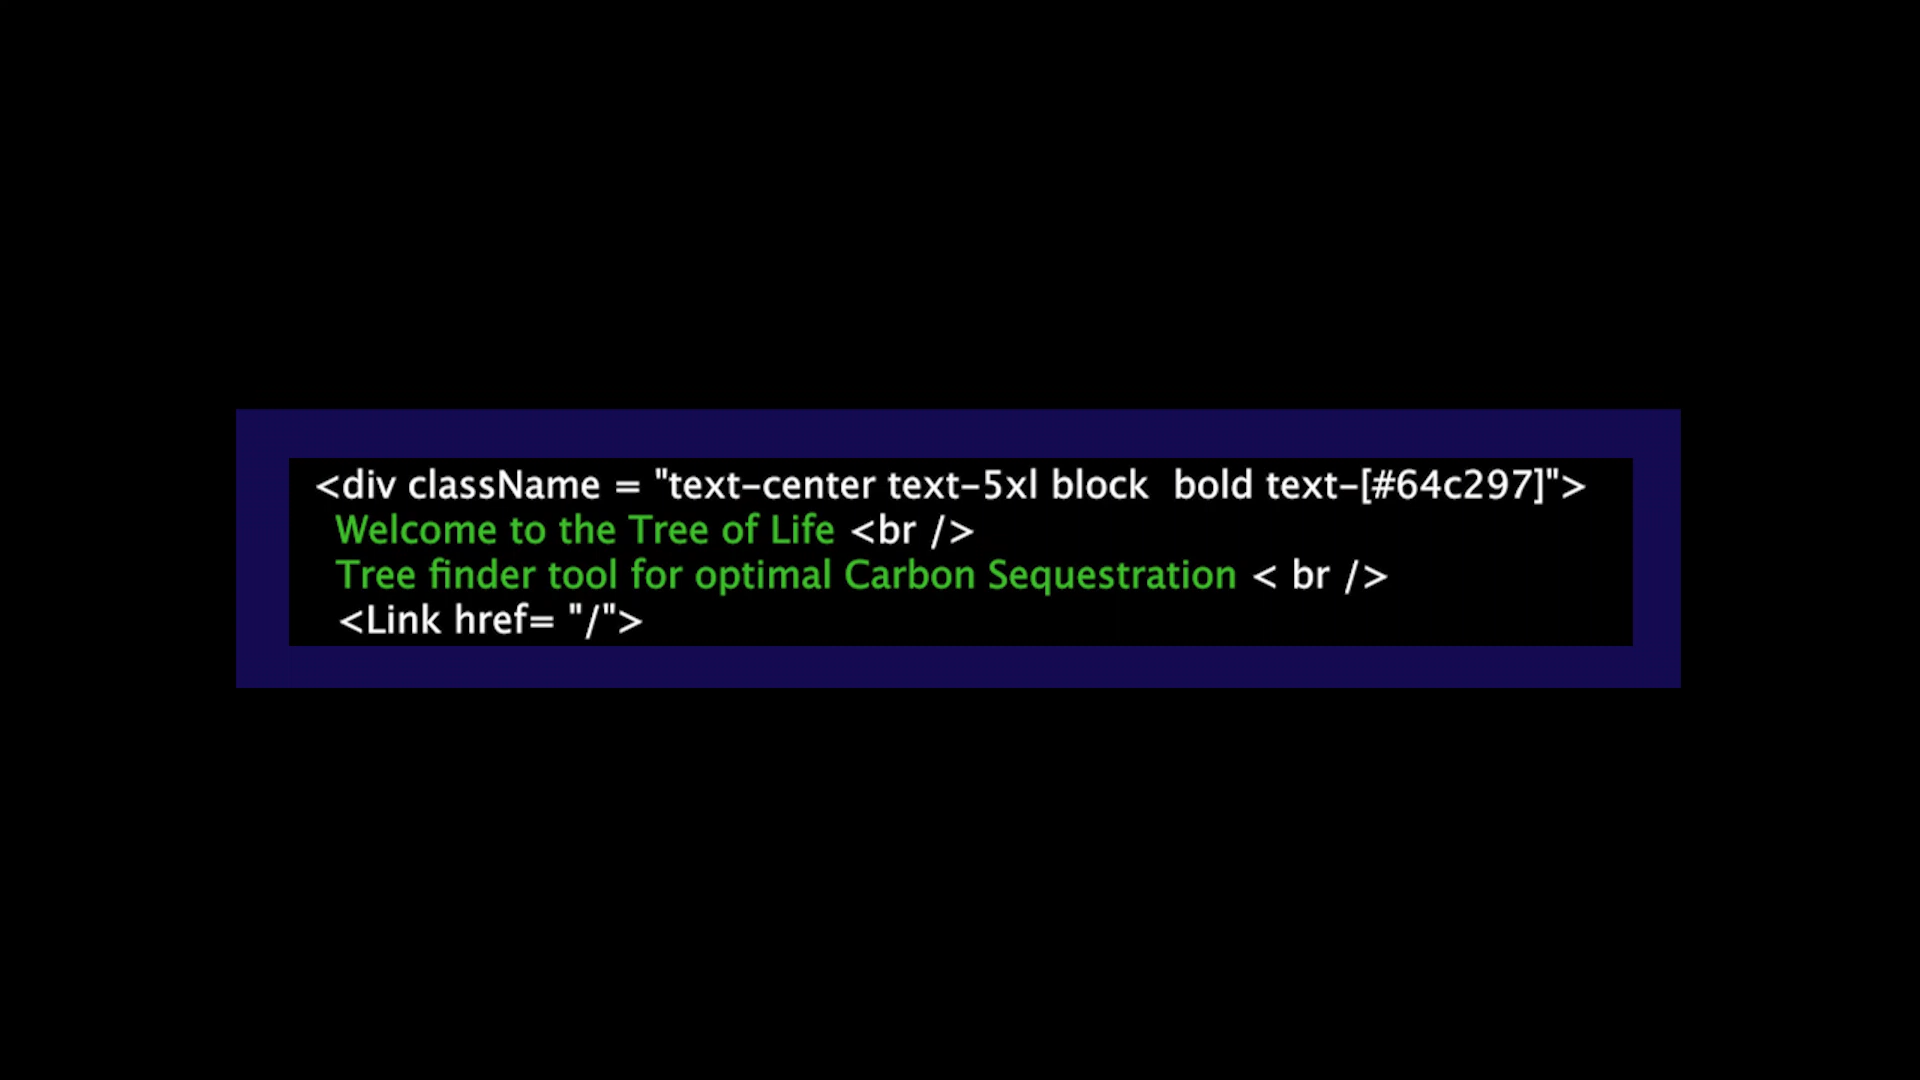 <div className = "text-center text-5xl block  bold text-[#64c297]">
Welcome to the Tree of Life <br />
Tree finder tool for optimal Carbon Sequestration < br />
<Link href= "/">